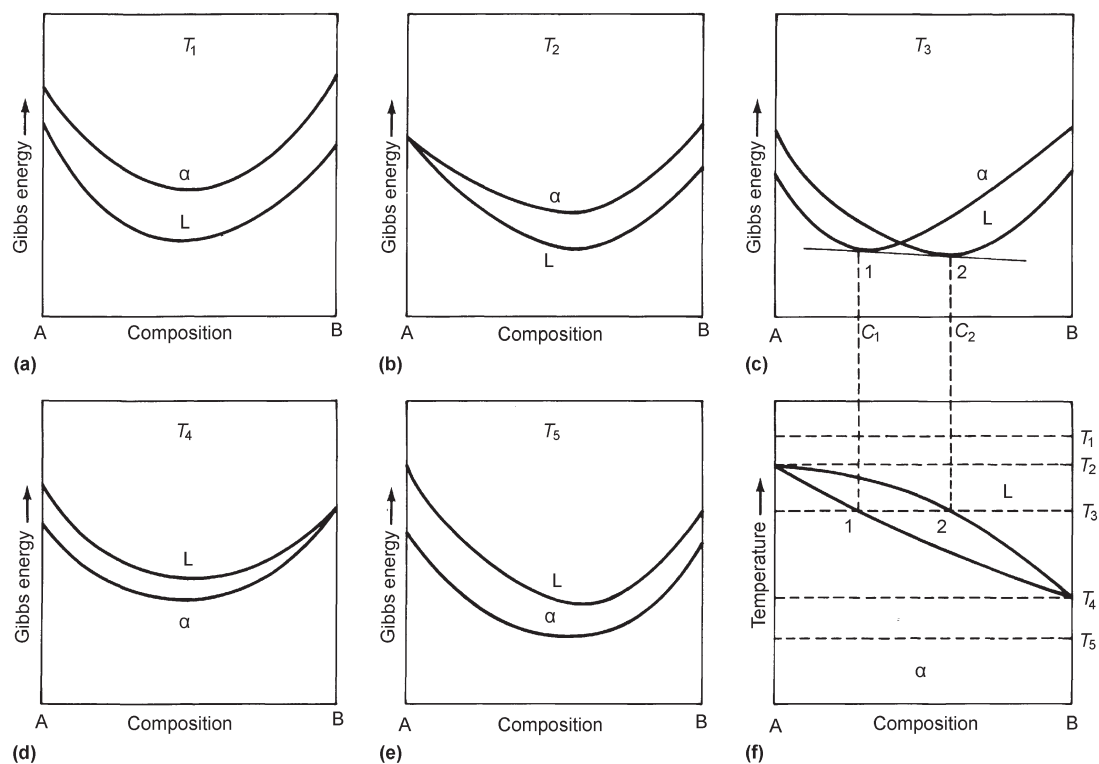 T1
Gibbs energy
α
L
A
Composition
B
(a)
T2
Gibbs energy
α
L
A
Composition
B
(b)
T3
Gibbs energy
α
L
1
2
A
C1
C2
B
(c)
T4
Gibbs energy
L
α
A
Composition
B
(d)
T5
Gibbs energy
L
α
A
Composition
B
(e)
T1
T2
L
T3
1
2
Temperature
T4
T5
α
A
Composition
B
(f)